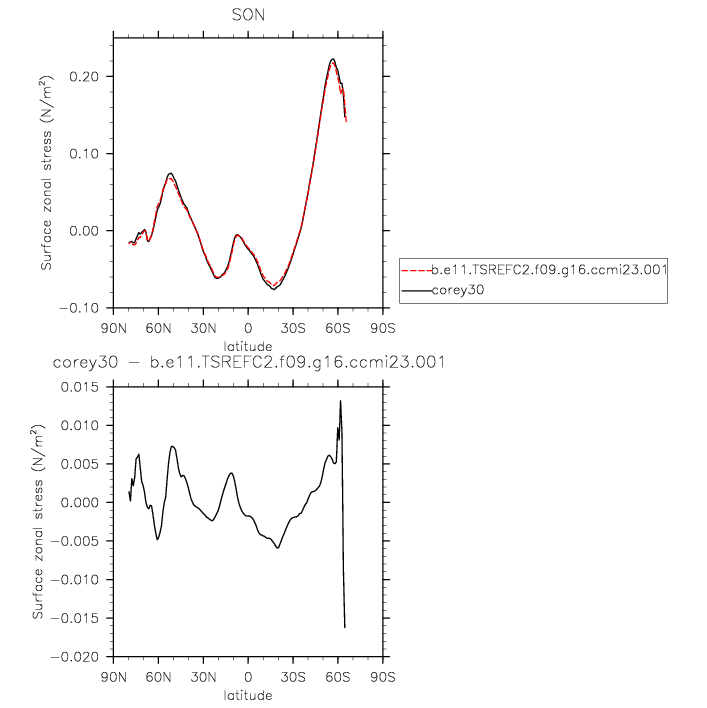 SON
Surface zonal stress (N/m²)
0.20
0.10
0.00
−0.10
90N 60N 30N 0 30S 60S 90S
latitude
b.e11.TSREFC2.f09.g16.ccmi23.001
corey30
corey30 − b.e11.TSREFC2.f09.g16.ccmi23.001
Surface zonal stress (N/m²)
0.015
0.010
0.005
0.000
−0.005
−0.010
−0.015
−0.020
90N 60N 30N 0 30S 60S 90S
latitude